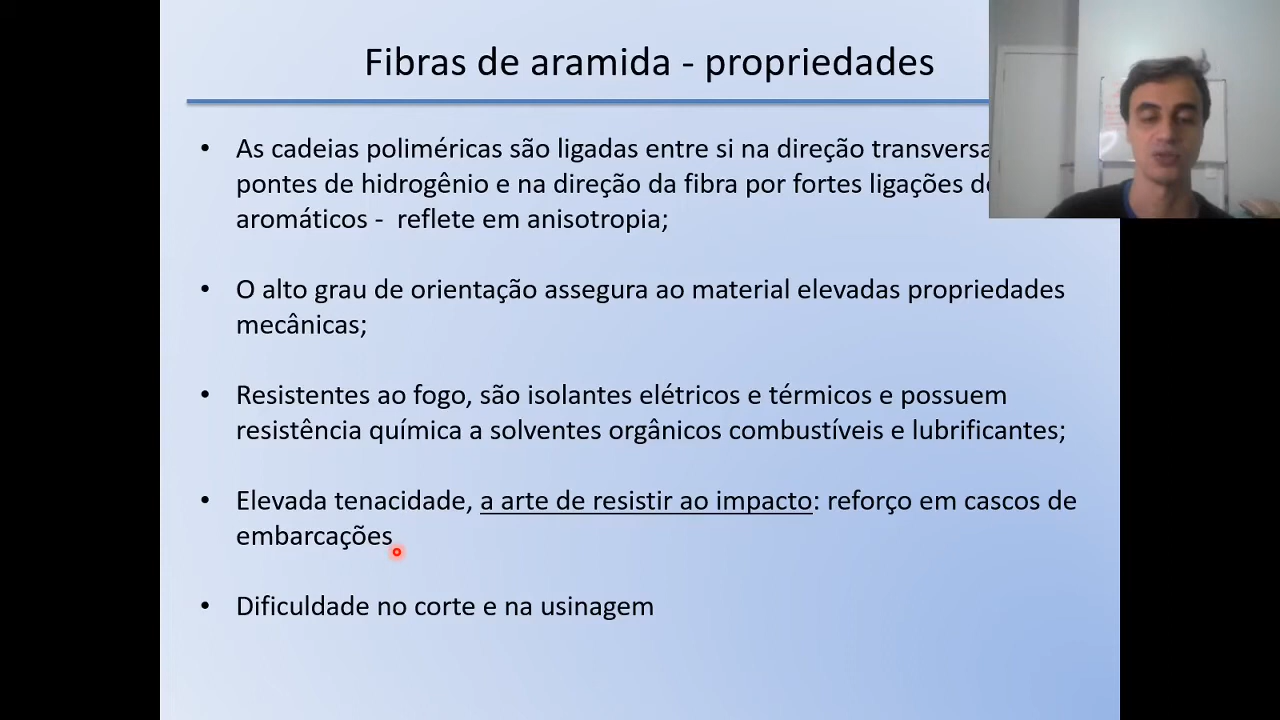 Fibras de aramida - propriedades
• As cadeias poliméricas são ligadas entre si na direção
pontes de hidrogênio e na direção da fibra por fortes ligações
aromáticos - reflete em anisotropia;
• O alto grau de orientação assegura ao material elevadas propriedades
mecânicas;
• Resistentes ao fogo, são isolantes elétricos e térmicos e possuem
resistência química a solventes orgânicos combustíveis e lubrificantes;
• Elevada tenacidade, a arte de resistir ao impacto: reforço em cascos de
embarcações
• Dificuldade no corte e na usinagem